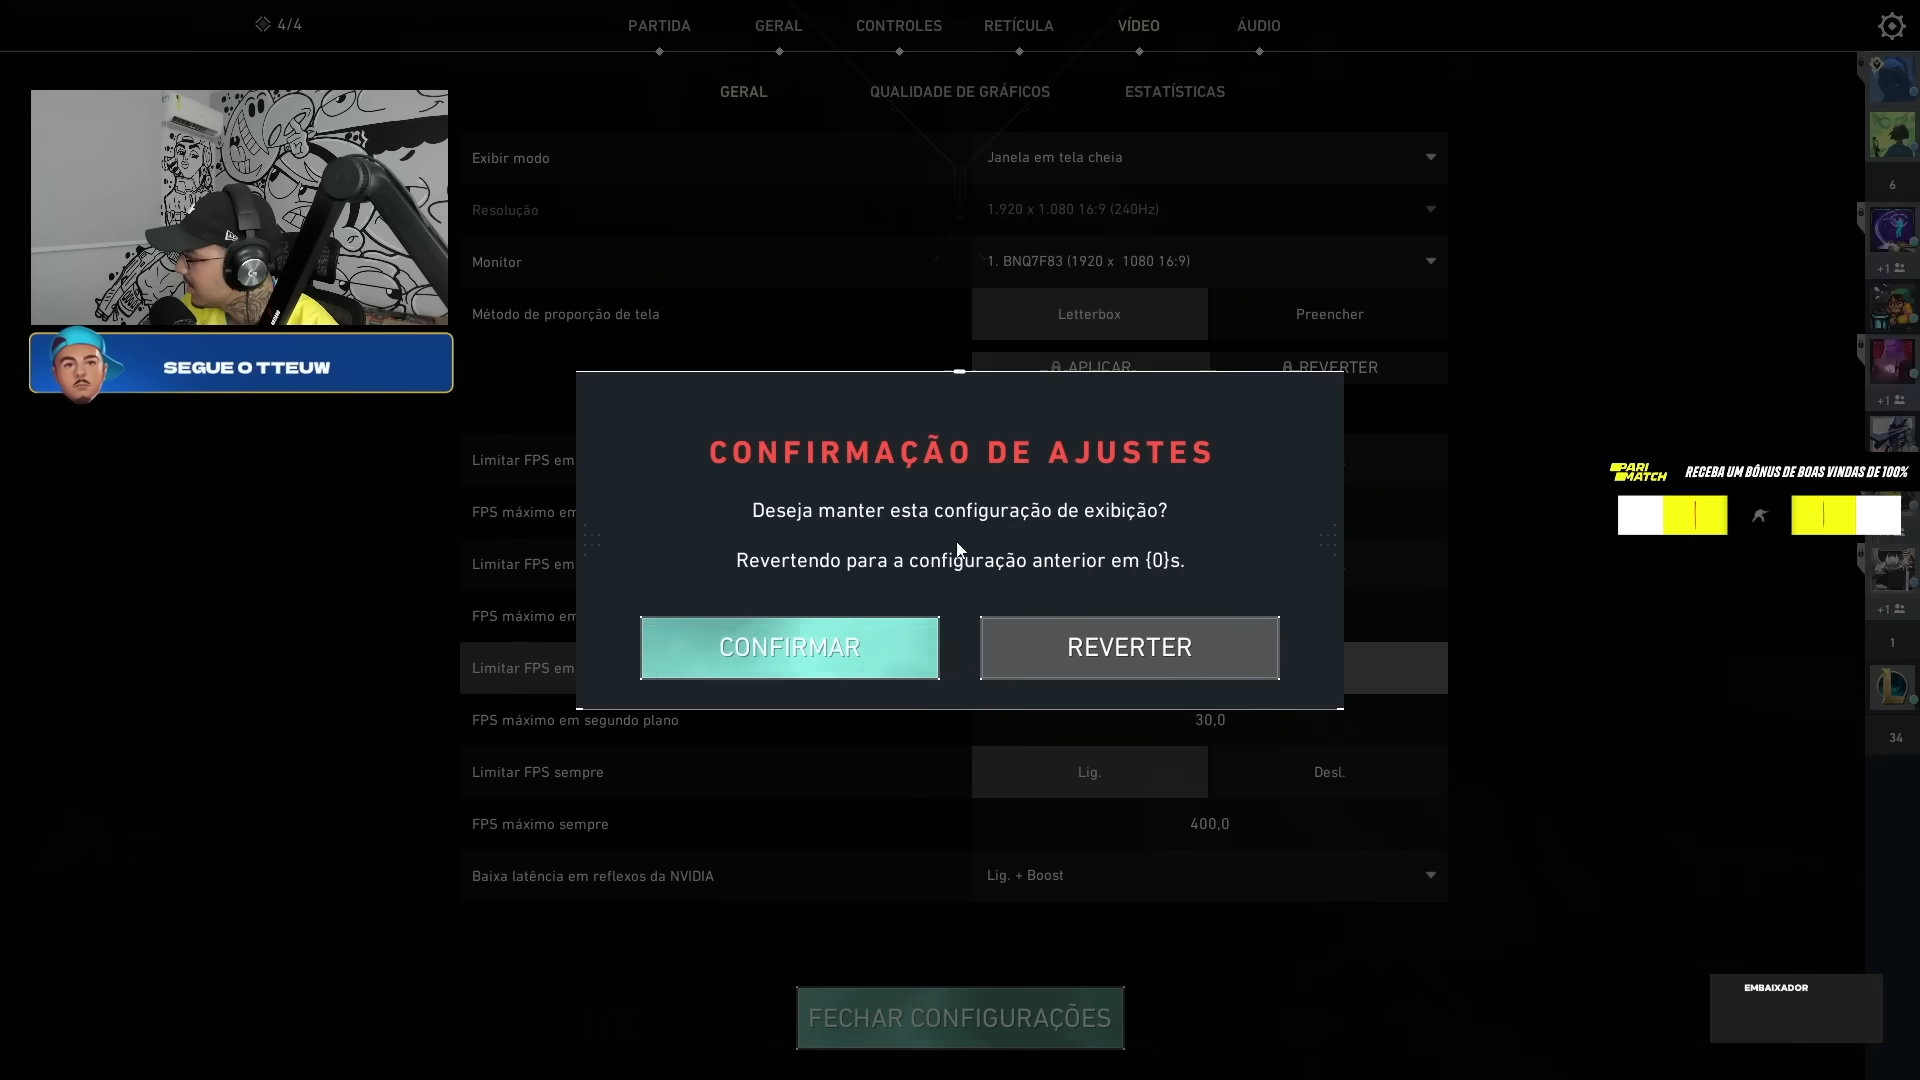 4/4
PARTIDA
GERAL
CONTROLES
RETÍCULA
VÍDEO
ÁUDIO
GERAL
QUALIDADE DE GRÁFICOS
ESTATÍSTICAS
Exibir modo
Janela em tela cheia
Resolução
1.920 x 1.080 16:9 (240Hz)
Monitor
1. BNQ7F83 (1920 x 1080 16:9)
Método de proporção de tela
Letterbox
Preencher
APLICAR
REVERTER
SEGUE O TTEUW
CONFIRMAÇÃO DE AJUSTES
Deseja manter esta configuração de exibição?
Revertendo para a configuração anterior em {0}s.
CONFIRMAR
REVERTER
Limitar FPS em
FPS máximo em
Limitar FPS em
FPS máximo em
Limitar FPS em
FPS máximo em segundo plano
30,0
Limitar FPS sempre
Lig.
Desl.
FPS máximo sempre
400,0
Baixa latência em reflexos da NVIDIA
Lig. + Boost
FECHAR CONFIGURAÇÕES
6
+1
+1
PARI MATCH
RECEBA UM BÔNUS DE BOAS VINDAS DE 100%
+1
1
34
EMBAIXADOR